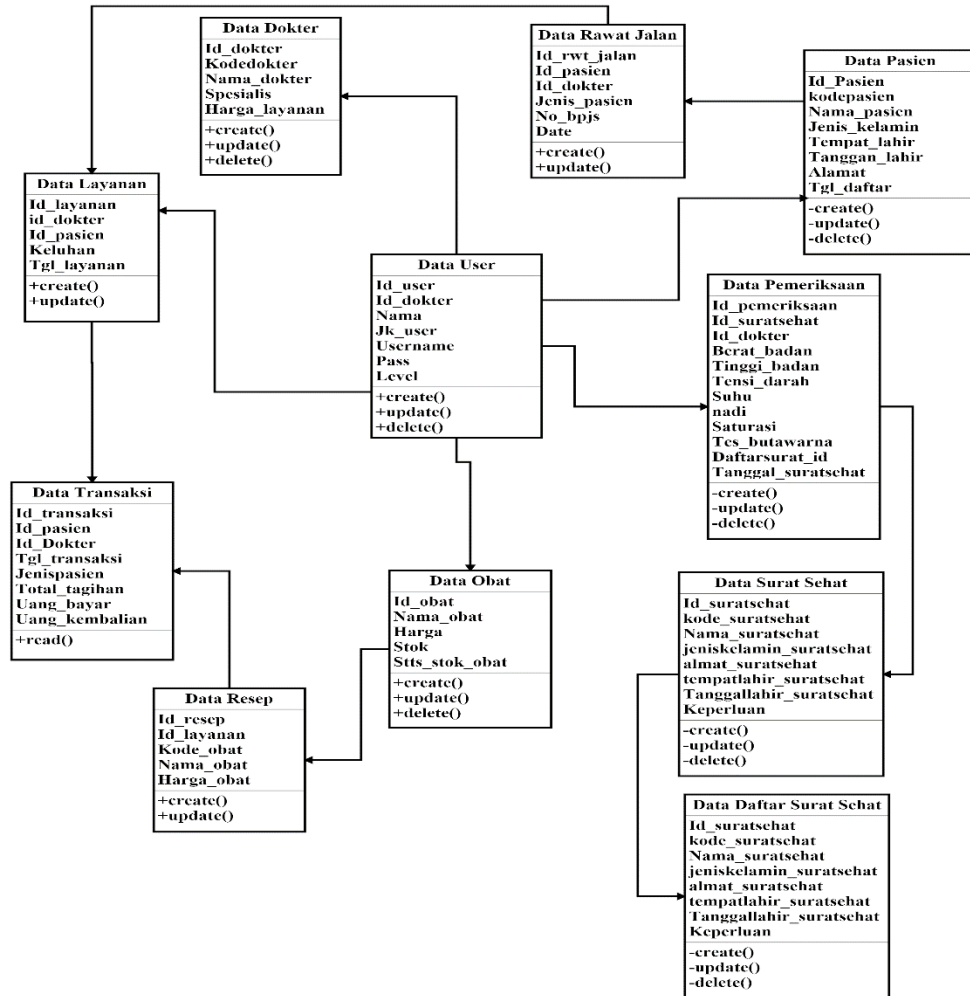 Data Dokter
Id_dokter
Kodedokter
Nama_dokter
Spesialis
Harga_layanan
+create()
+update()
+delete()
Data Rawat Jalan
Id_rwt_jalan
Id_pasien
Id_dokter
Jenis_pasien
No_bpjs
Date
+create()
+update()
Data Pasien
Id_Pasien
kodepasien
Nama_pasien
Jenis_kelamin
Tempat_lahir
Tanggan_lahir
Alamat
Tgl_daftar
-create()
-update()
-delete()
Data Layanan
Id_layanan
id_dokter
Id_pasien
Keluhan
Tgl_layanan
+create()
+update()
Data User
Id_user
Id_dokter
Nama
Jk_user
Username
Pass
Level
+create()
+update()
+delete()
Data Pemeriksaan
Id_pemeriksaan
Id_suratsehat
Id_dokter
Berat_badan
Tinggi_badan
Tensi_darah
Suhu
nadi
Saturasi
Tes_butawarna
Daftarsurat_id
Tanggal_suratsehat
-create()
-update()
-delete()
Data Transaksi
Id_transaksi
Id_pasien
Id_Dokter
Tgl_transaksi
Jenispasien
Total_tagihan
Uang_bayar
Uang_kembalian
+read()
Data Obat
Id_obat
Nama_obat
Harga
Stok
Stts_stok_obat
+create()
+update()
+delete()
Data Surat Sehat
Id_suratsehat
kode_suratsehat
Nama_suratsehat
jeniskelamin_suratsehat
almat_suratsehat
tempatlahir_suratsehat
Tanggallahir_suratsehat
Keperluan
-create()
-update()
-delete()
Data Resep
Id_resep
Id_layanan
Kode_obat
Nama_obat
Harga_obat
+create()
+update()
Data Daftar Surat Sehat
Id_suratsehat
kode_suratsehat
Nama_suratsehat
jeniskelamin_suratsehat
almat_suratsehat
tempatlahir_suratsehat
Tanggallahir_suratsehat
Keperluan
-create()
-update()
-delete()